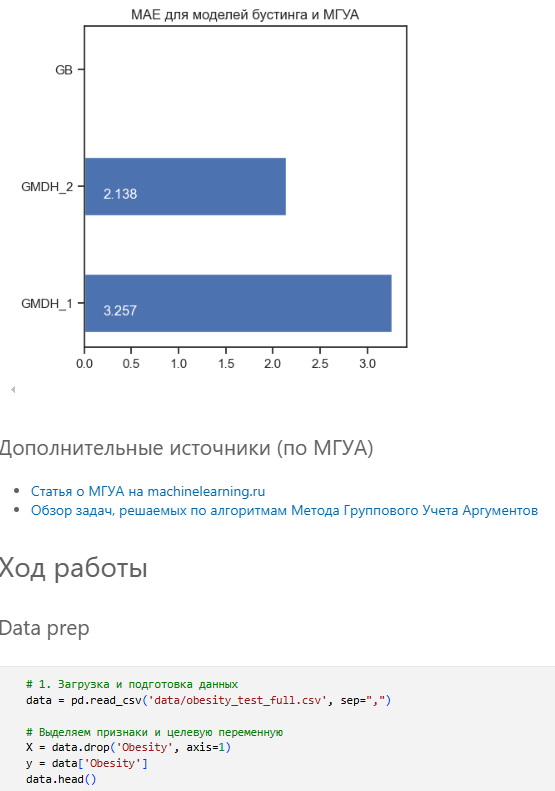 MAE для моделей бустинга и МГУА
GB
GMDH_2
2.138
GMDH_1
3.257
0.0 0.5 1.0 1.5 2.0 2.5 3.0
Дополнительные источники (по МГУА)
• Статья о МГУА на machinelearning.ru
• Обзор задач, решаемых по алгоритмам Метода Группового Учета Аргументов
Ход работы
Data prep
# 1. Загрузка и подготовка данных
data = pd.read_csv('data/obesity_test_full.csv', sep=",")
# Выделяем признаки и целевую переменную
X = data.drop('Obesity', axis=1)
y = data['Obesity']
data.head()